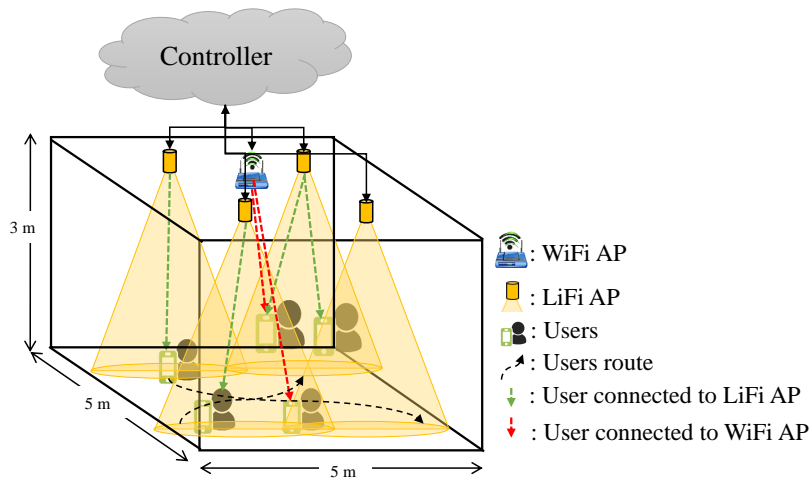 Controller
3 m
5 m
5 m
: WiFi AP
: LiFi AP
: Users
: Users route
: User connected to LiFi AP
: User connected to WiFi AP